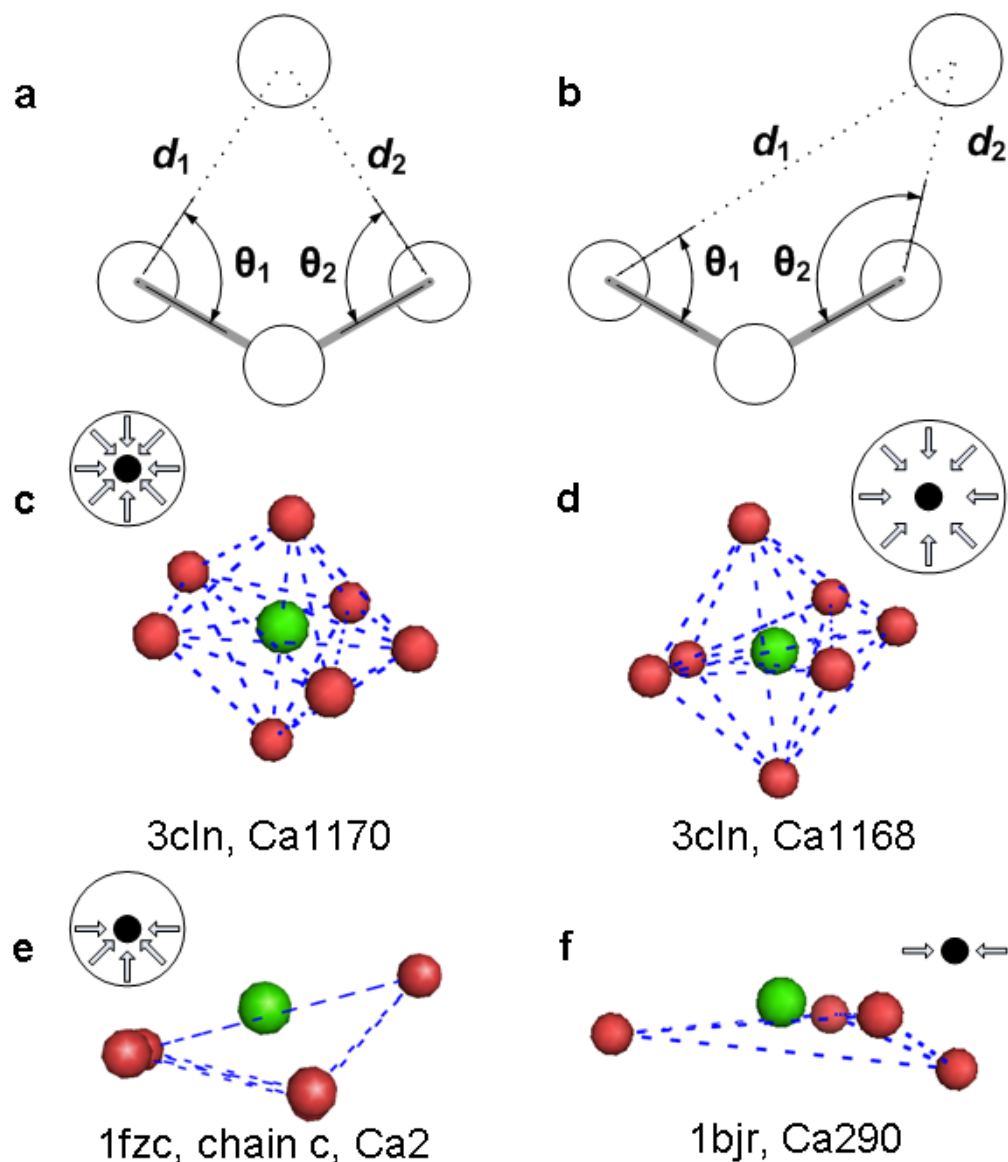 a
b
d1
d2
θ1
θ2
d1
d2
θ1
θ2
c
d
3cln, Ca1170
3cln, Ca1168
e
f
1fzc, chain c, Ca2
1bjr, Ca290